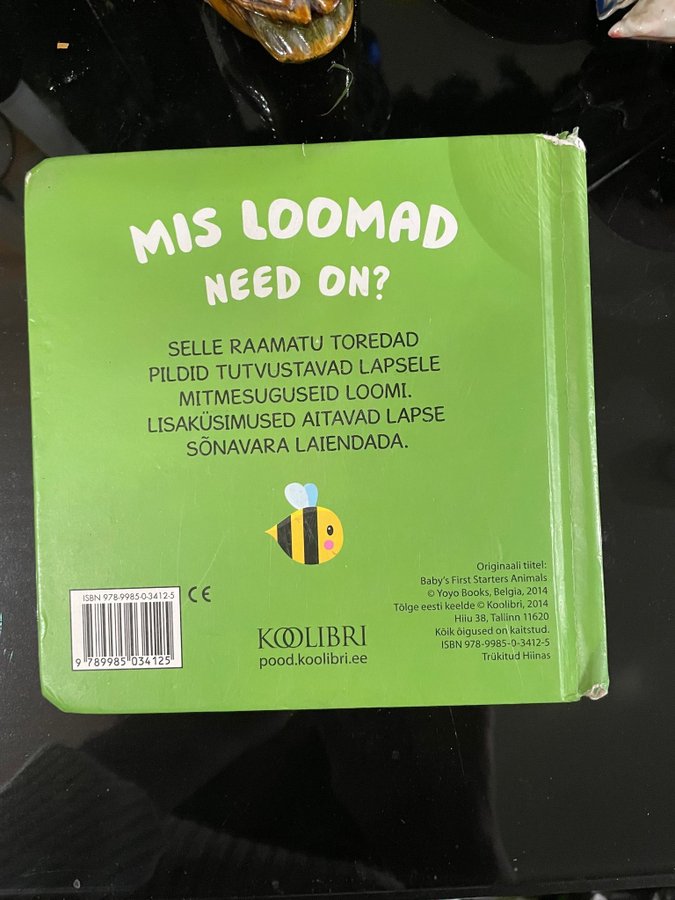 MIS LOOMAD
NEED ON?
SELLE RAAMATU TOREDAD
PILDID TUTVUSTAVAD LAPSELE
MITMESUGUSEID LOOMI.
LISAKÜSIMUSED AITAVAD LAPSE
SÕNAVARA LAIENDADA.
ISBN 978-9985-0-3412-5
CE
9 789985 034125
KOOLIBRI
pood.koolibri.ee
Originaali tiitel:
Baby's First Starters Animals
© Yoyo Books, Belgia, 2014
Tõlge eesti keelde © Koolibri, 2014
Hiiu 38, Tallinn 11620
Kõik õigused on kaitstud.
ISBN 978-9985-0-3412-5
Trükitud Hiinas